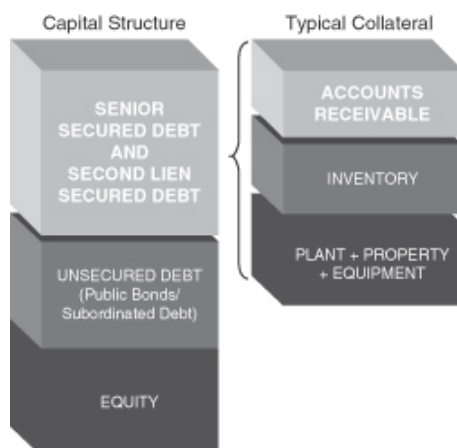 Capital Structure
SENIOR
SECURED DEBT
AND
SECOND LIEN
SECURED DEBT
UNSECURED DEBT
(Public Bonds/
Subordinated Debt)
EQUITY
Typical Collateral
ACCOUNTS
RECEIVABLE
INVENTORY
PLANT + PROPERTY
+ EQUIPMENT